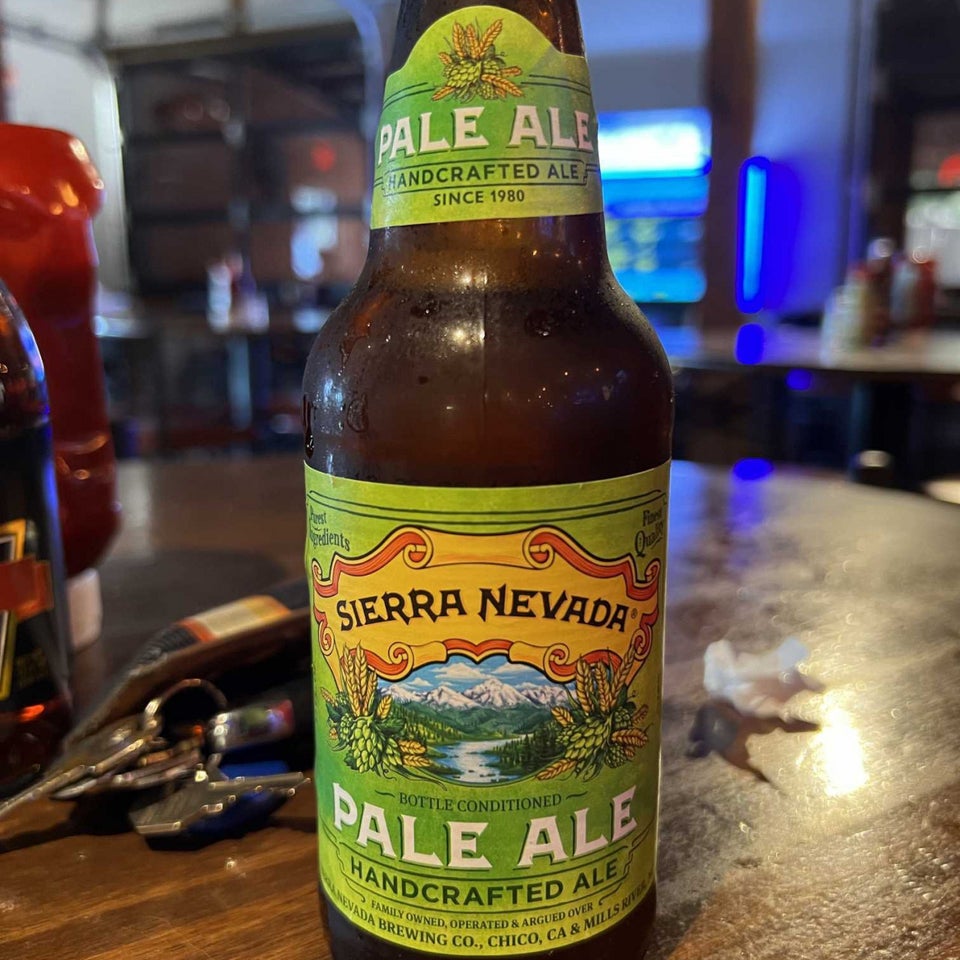 PALE ALE
HANDCRAFTED ALE
SINCE 1980
Purest Finest
Ingredients Quality
SIERRA NEVADA®
BOTTLE CONDITIONED
PALE ALE
HANDCRAFTED ALE
FAMILY OWNED, OPERATED & ARGUED OVER
NEVADA BREWING CO., CHICO, CA & MILLS RIVER,